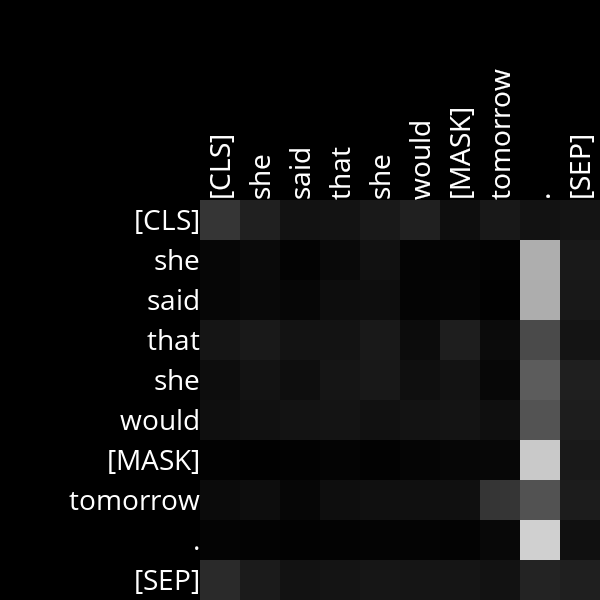 [CLS] she said that she would [MASK] tomorrow . [SEP]
[CLS]
she
said
that
she
would
[MASK]
tomorrow
.
[SEP]